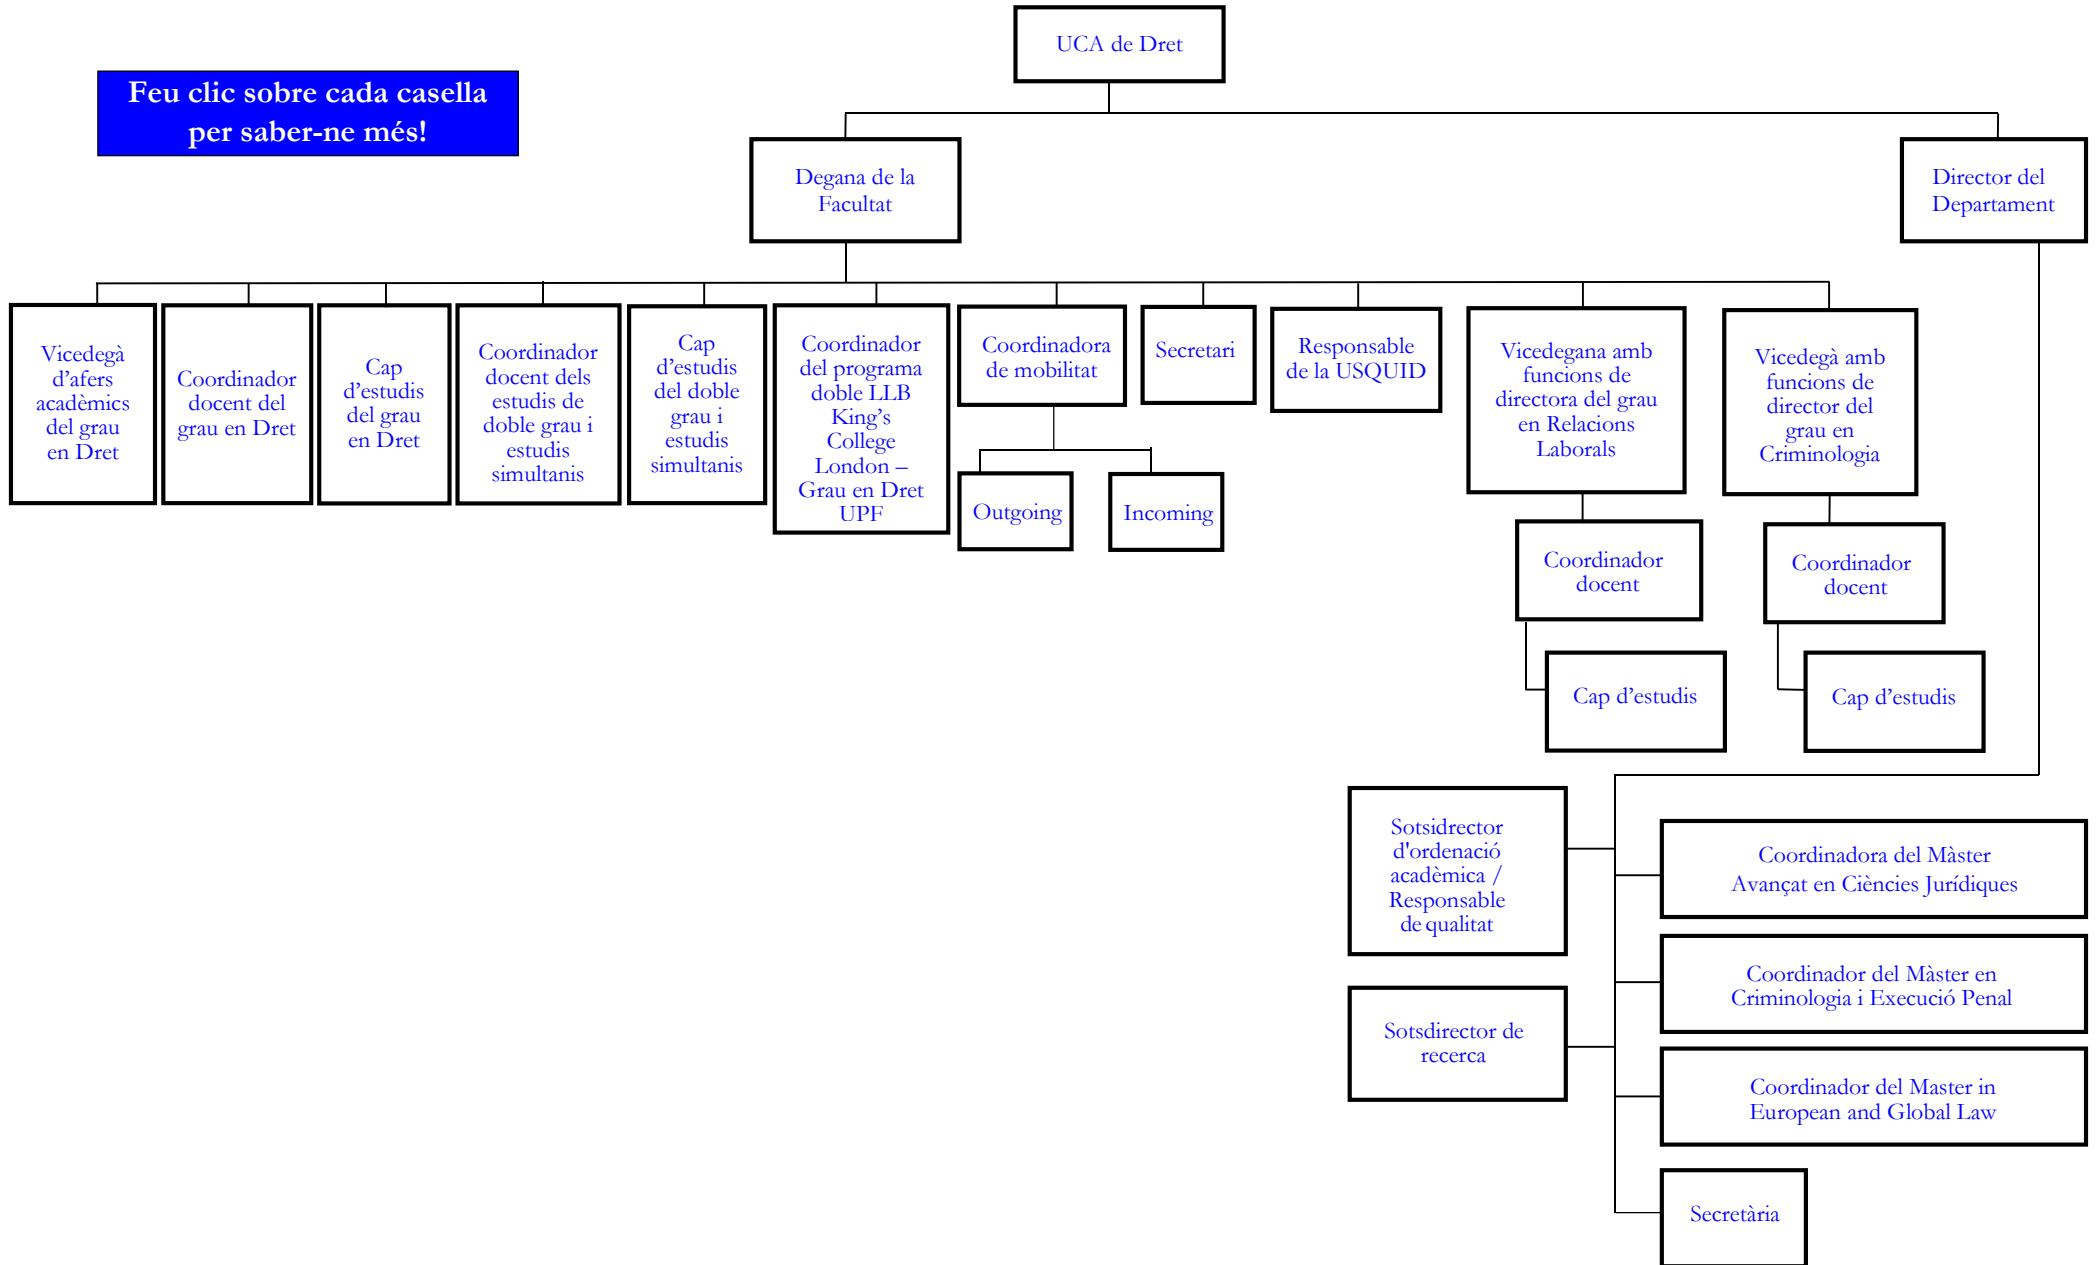 UCA de Dret
Feu clic sobre cada casella
per saber-ne més!
Degana de la
Facultat
Director del
Departament
Vicedegà
d’afers
acadèmics
del grau
en Dret
Coordinador
docent del
grau en Dret
Cap
d’estudis
del grau
en Dret
Coordinador
docent dels
estudis de
doble grau i
estudis
simultanis
Cap
d’estudis
del doble
grau i
estudis
simultanis
Coordinador
del programa
doble LLB
King’s
College
London –
Grau en Dret
UPF
Coordinadora
de mobilitat
Secretari
Responsable
de la USQUID
Vicedegana amb
funcions de
directora del grau
en Relacions
Laborals
Vicedegà amb
funcions de
director del
grau en
Criminologia
Outgoing
Incoming
Coordinador
docent
Coordinador
docent
Cap d’estudis
Cap d’estudis
Sotsidrector
d'ordenació
acadèmica /
Responsable
de qualitat
Coordinadora del Màster
Avançat en Ciències Jurídiques
Coordinador del Màster en
Criminologia i Execució Penal
Sotsdirector de
recerca
Coordinador del Master in
European and Global Law
Secretària